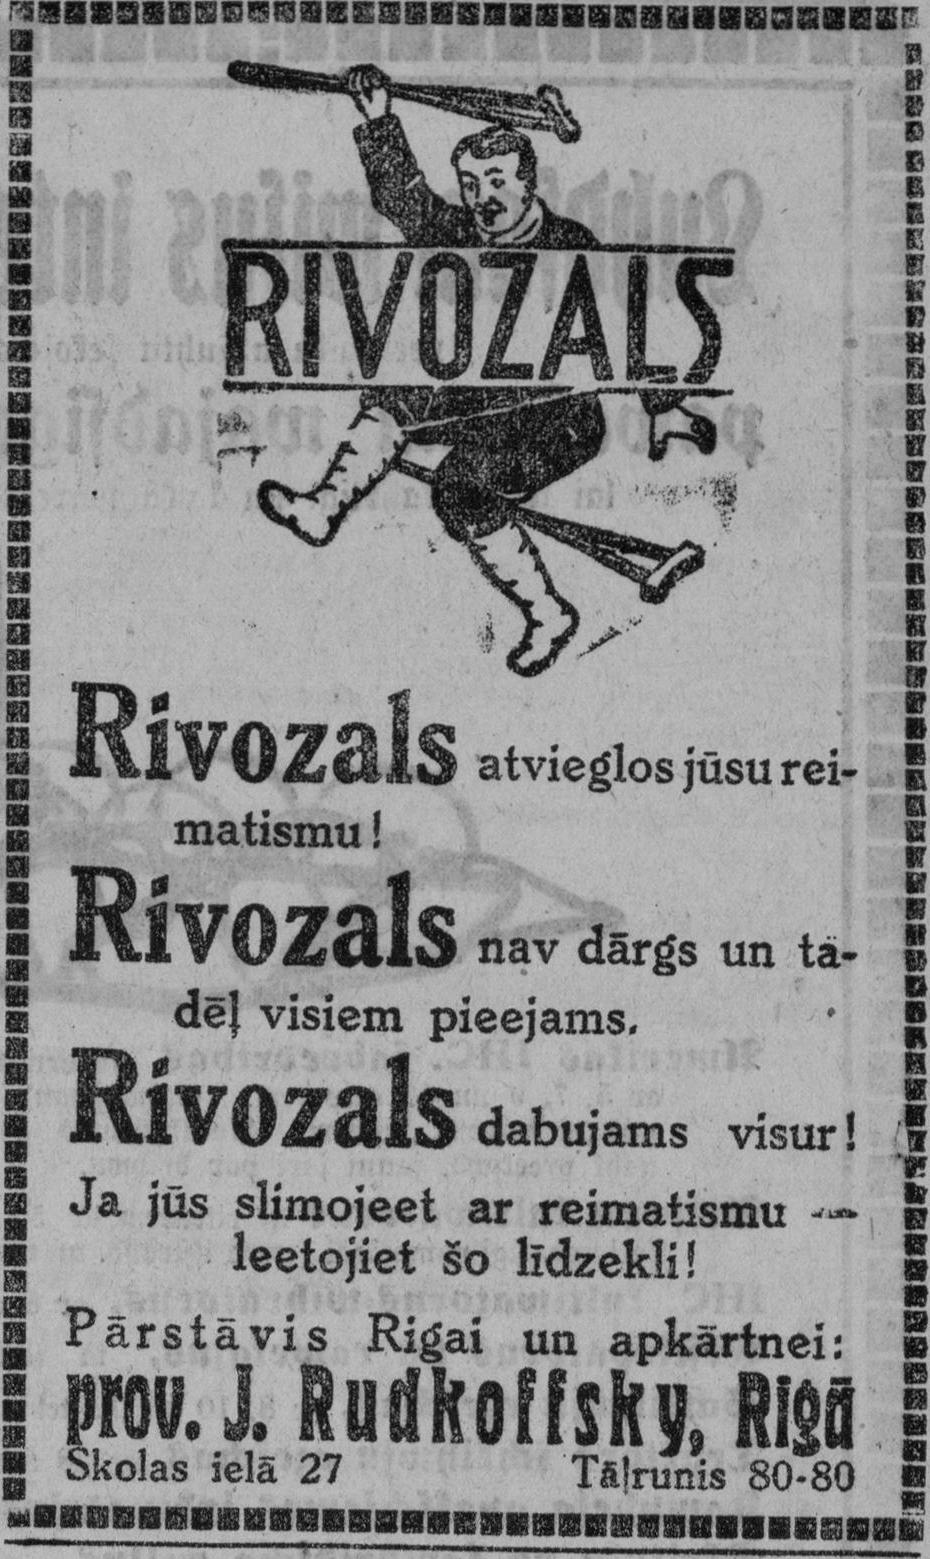 RIVOZALS
Rivozals atvieglos jūsu rei-
matismu!
Rivozals nav dārgs un tā-
dēļ visiem pieejams.
Rivozals dabujams visur!
Ja jūs slimojeet ar reimatismu —
leetojiet šo līdzekli!
Pārstāvis Rigai un apkārtnei:
prov. J. Rudkoffsky, Rigā
Skolas ielā 27 Tāļrunis 80-80